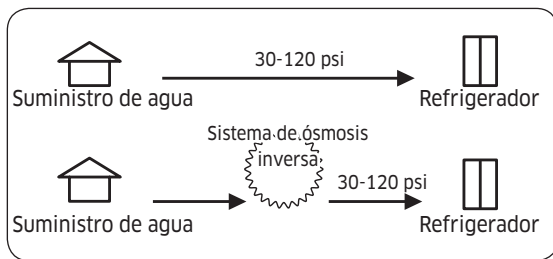 30-120 psi
Suministro de agua
Refrigerador
Sistema de ósmosis
inversa
30-120 psi
Suministro de agua
Refrigerador